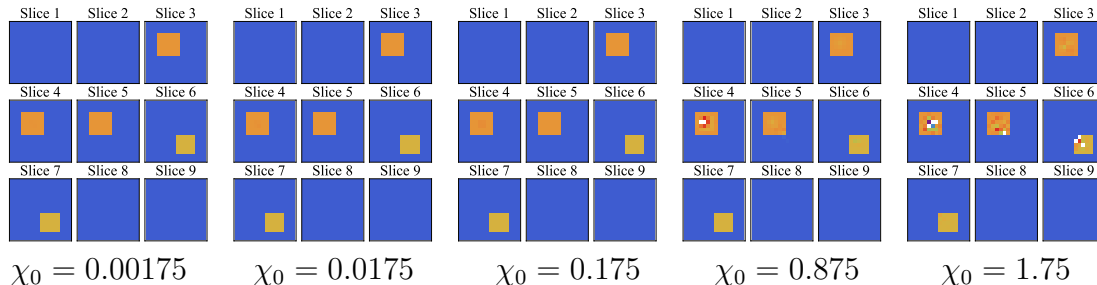 Slice 1 Slice 2 Slice 3 Slice 1 Slice 2 Slice 3 Slice 1 Slice 2 Slice 3 Slice 1 Slice 2 Slice 3 Slice 1 Slice 2 Slice 3
Slice 4 Slice 5 Slice 6 Slice 4 Slice 5 Slice 6 Slice 4 Slice 5 Slice 6 Slice 4 Slice 5 Slice 6 Slice 4 Slice 5 Slice 6
Slice 7 Slice 8 Slice 9 Slice 7 Slice 8 Slice 9 Slice 7 Slice 8 Slice 9 Slice 7 Slice 8 Slice 9 Slice 7 Slice 8 Slice 9
χ₀ = 0.00175 χ₀ = 0.0175 χ₀ = 0.175 χ₀ = 0.875 χ₀ = 1.75